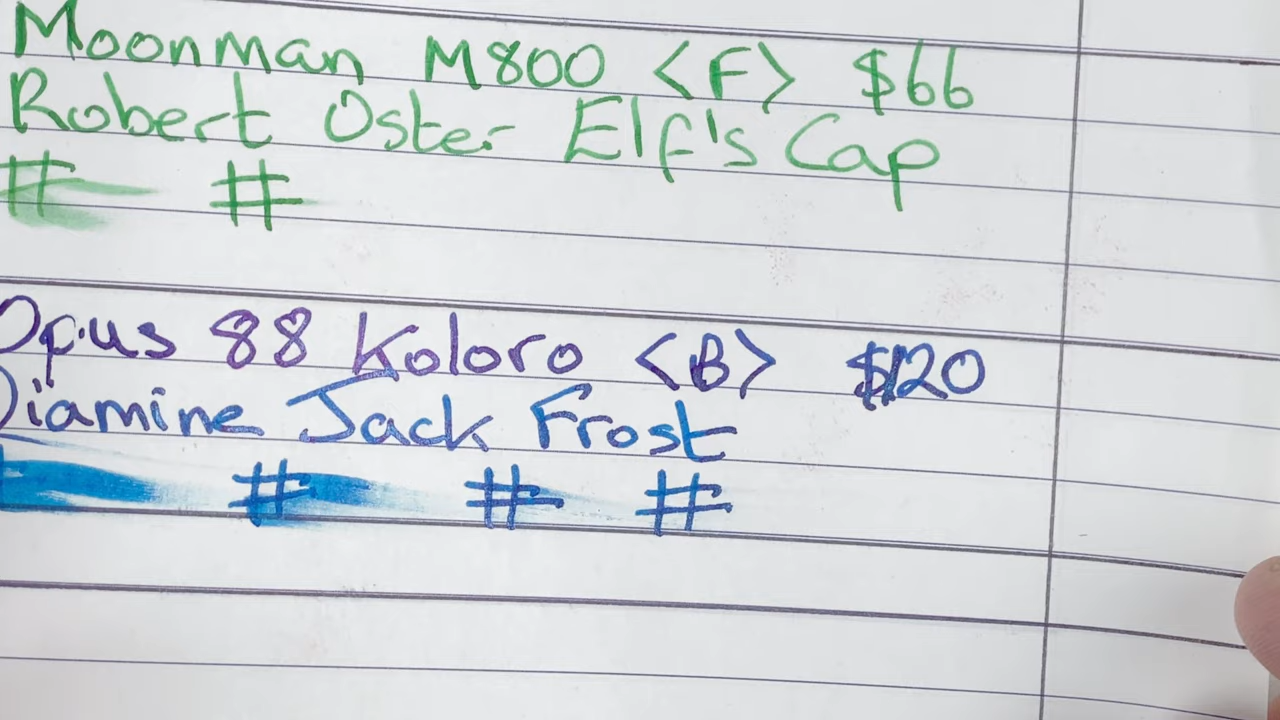 Moonman M800 <F> $66
Robert Oster Elf's Cap
# #
Opus 88 Koloro <B> $120
Diamine Jack Frost
# # #